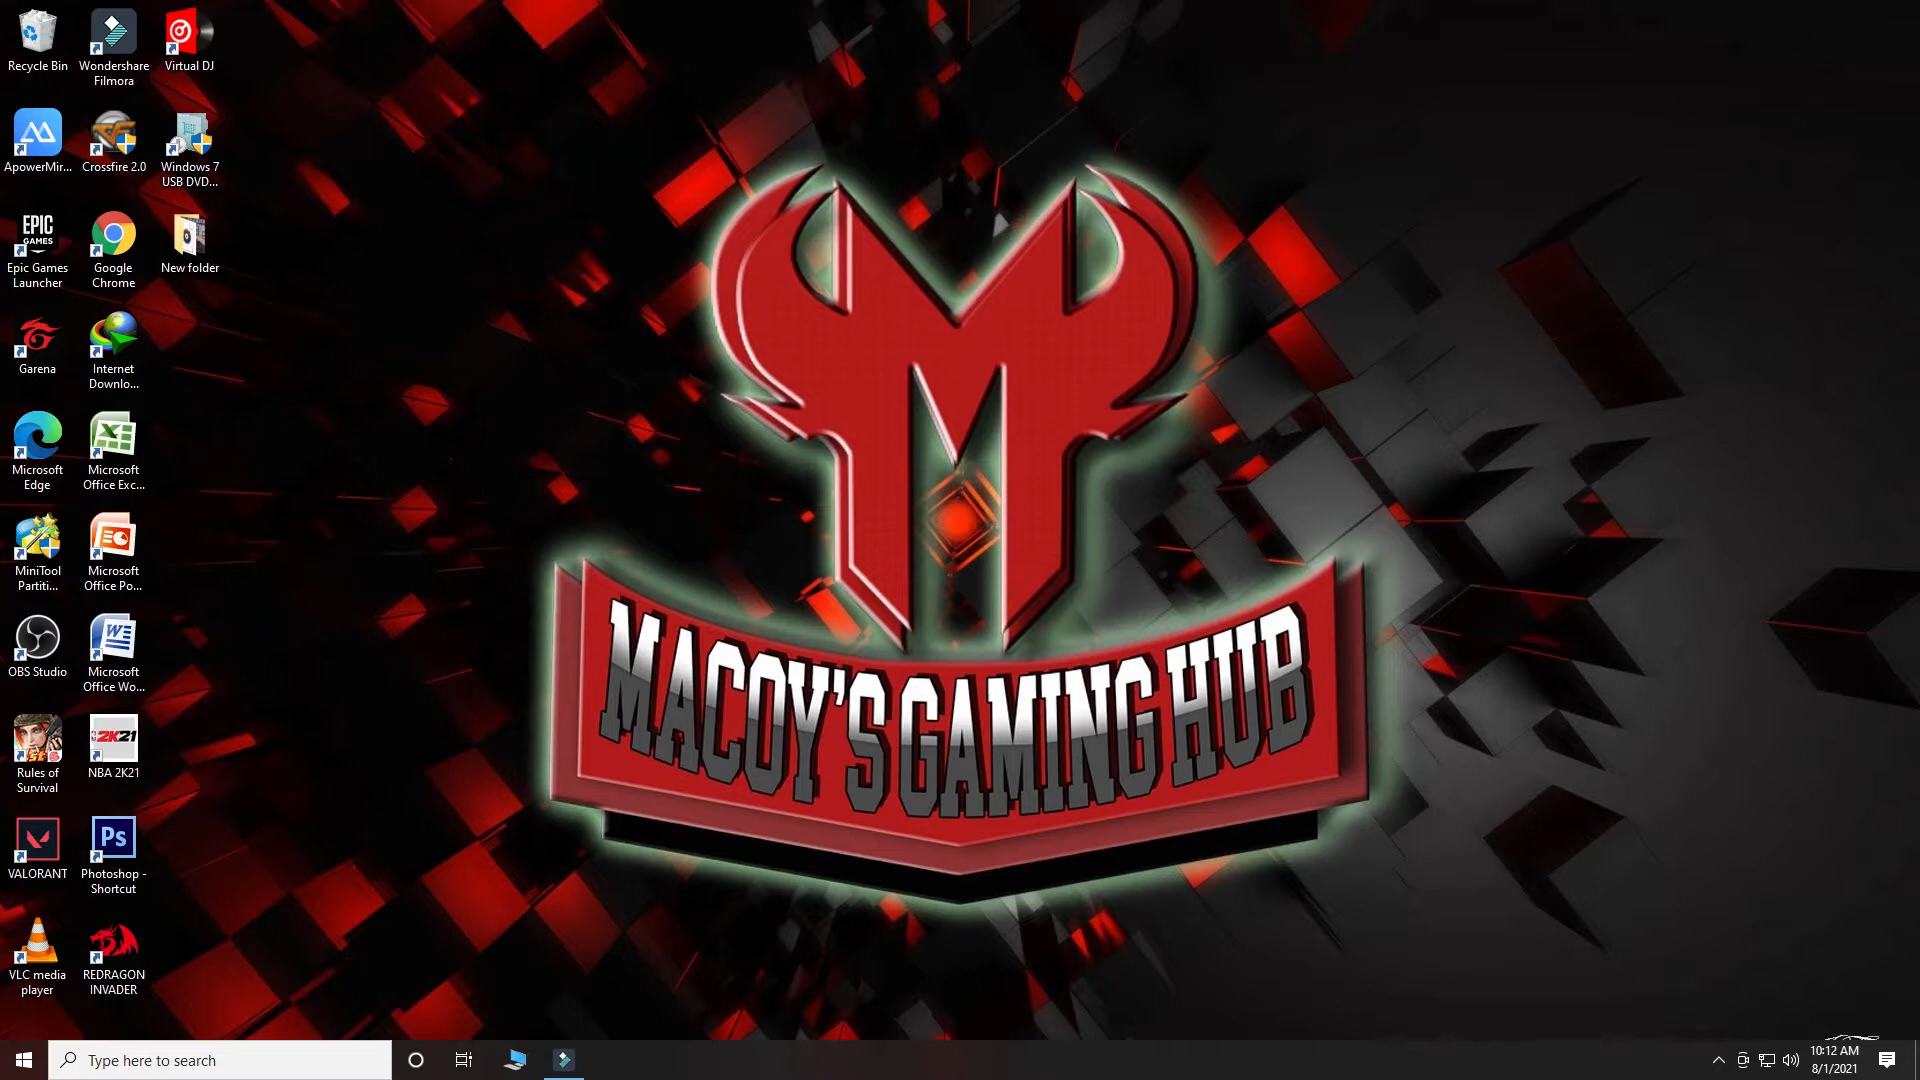 Recycle Bin
Wondershare
Filmora
Virtual DJ
ApowerMir...
Crossfire 2.0
Windows 7
USB DVD...
EPIC
GAMES
Epic Games
Launcher
Google
Chrome
New folder
Garena
Internet
Downlo...
Microsoft
Edge
Microsoft
Office Exc...
MiniTool
Partiti...
Microsoft
Office Po...
OBS Studio
Microsoft
Office Wo...
Rules of
Survival
2K21
NBA 2K21
VALORANT
Ps
Photoshop -
Shortcut
VLC media
player
REDRAGON
INVADER
M
MACOY'S GAMING HUB
Type here to search
10:12 AM
8/1/2021